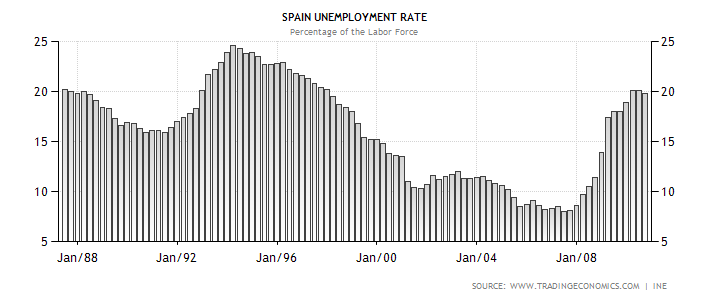 SPAIN UNEMPLOYMENT RATE
Percentage of the Labor Force
25 25
20 20
15 15
10 10
5 5
Jan/88 Jan/92 Jan/96 Jan/00 Jan/04 Jan/08
SOURCE: WWW.TRADINGECONOMICS.COM | INE